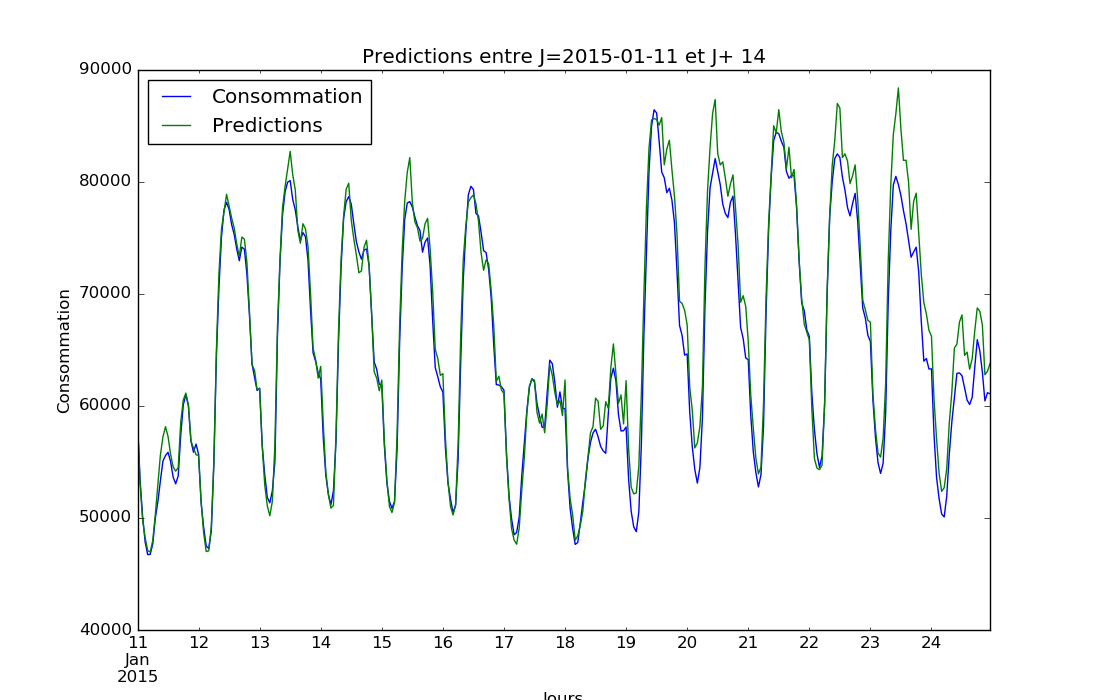 Predictions entre J=2015-01-11 et J+ 14
Consommation
Predictions
Consommation
90000
80000
70000
60000
50000
40000
11 12 13 14 15 16 17 18 19 20 21 22 23 24
Jan
2015
Jours